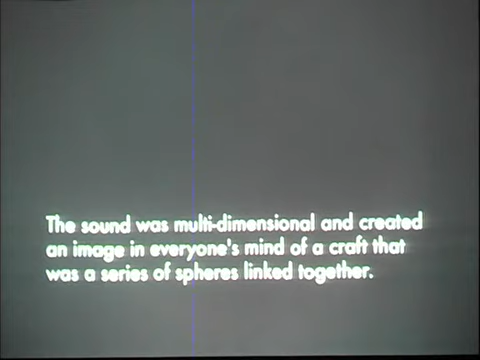 The sound was multi-dimensional and created
an image in everyone's mind of a craft that
was a series of spheres linked together.